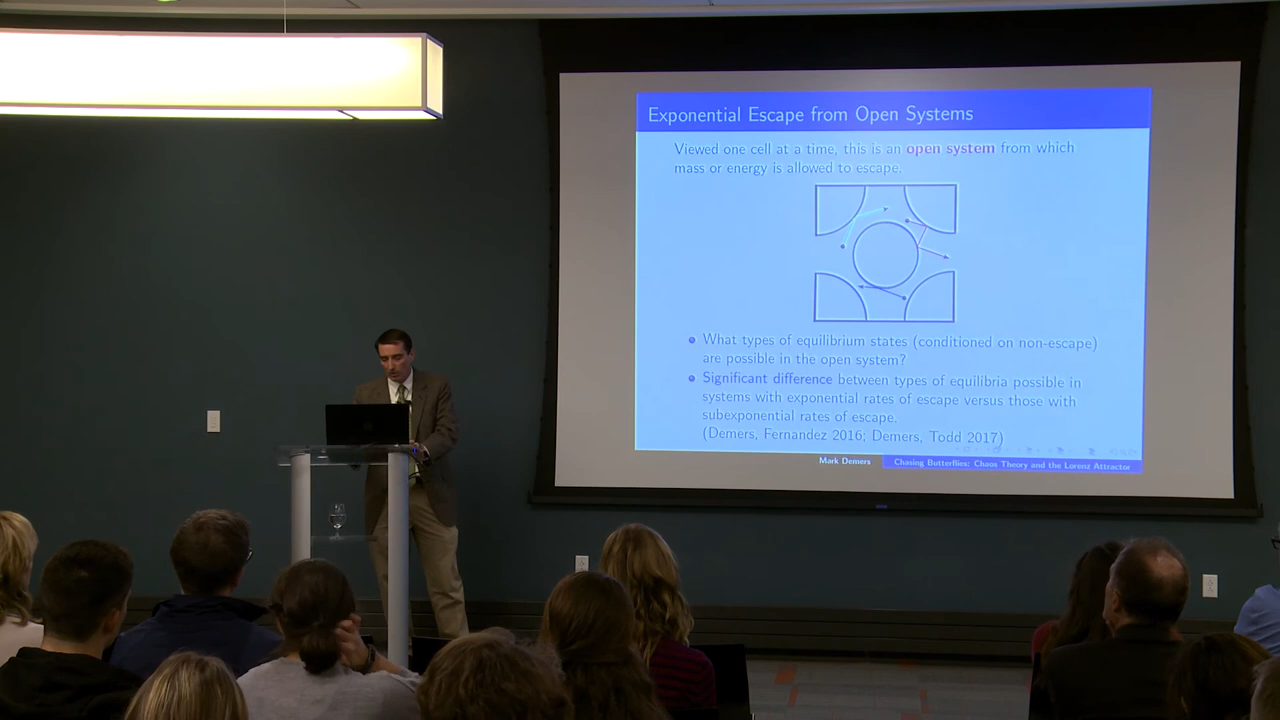 Exponential Escape from Open Systems
Viewed one cell at a time, this is an open system from which
mass or energy is allowed to escape.
What types of equilibrium states (conditioned on non-escape)
are possible in the open system?
Significant difference between types of equilibria possible in
systems with exponential rates of escape versus those with
subexponential rates of escape.
(Demers, Fernandez 2016; Demers, Todd 2017)
Mark Demers Chasing Butterflies: Chaos Theory and the Lorenz Attractor